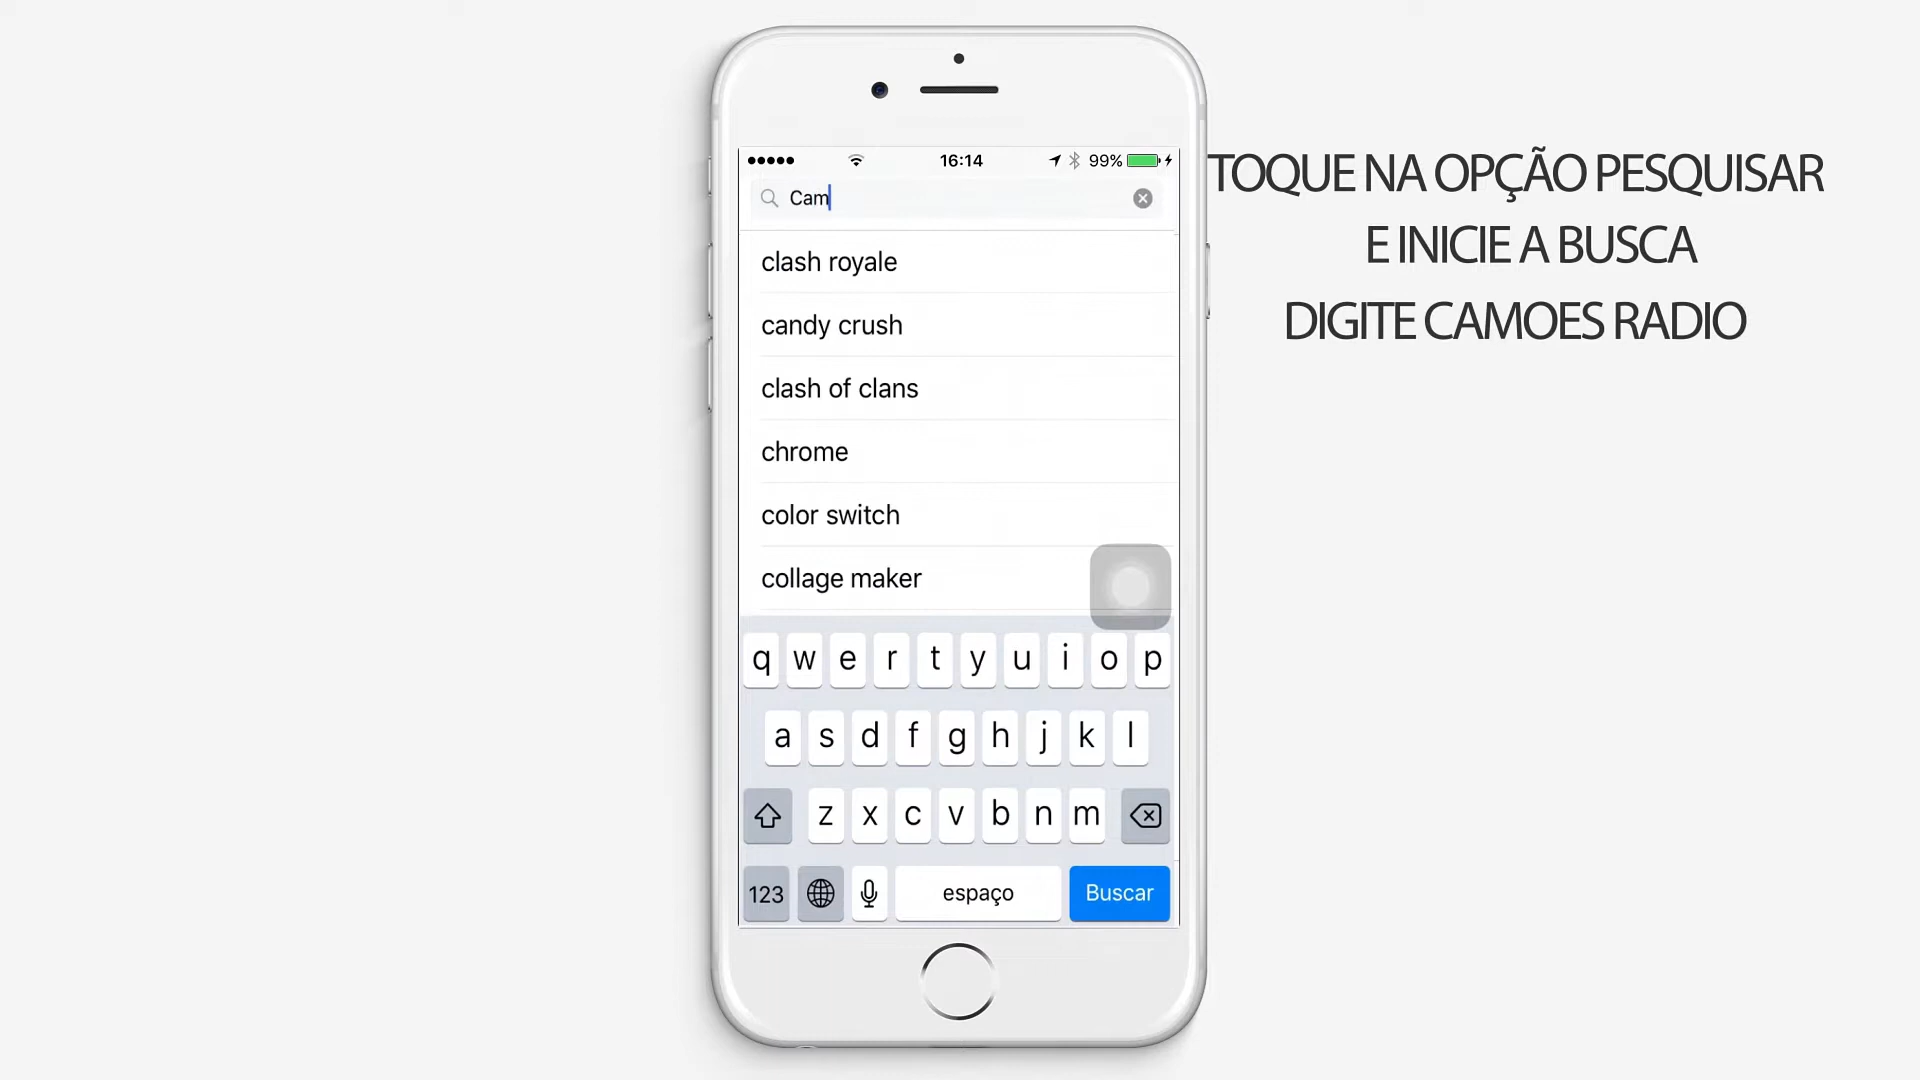 16:14
99%
Cam
clash royale
candy crush
clash of clans
chrome
color switch
collage maker
q w e r t y u i o p
a s d f g h j k l
z x c v b n m
123 espaço Buscar
TOQUE NA OPÇÃO PESQUISAR
E INICIE A BUSCA
DIGITE CAMOES RADIO